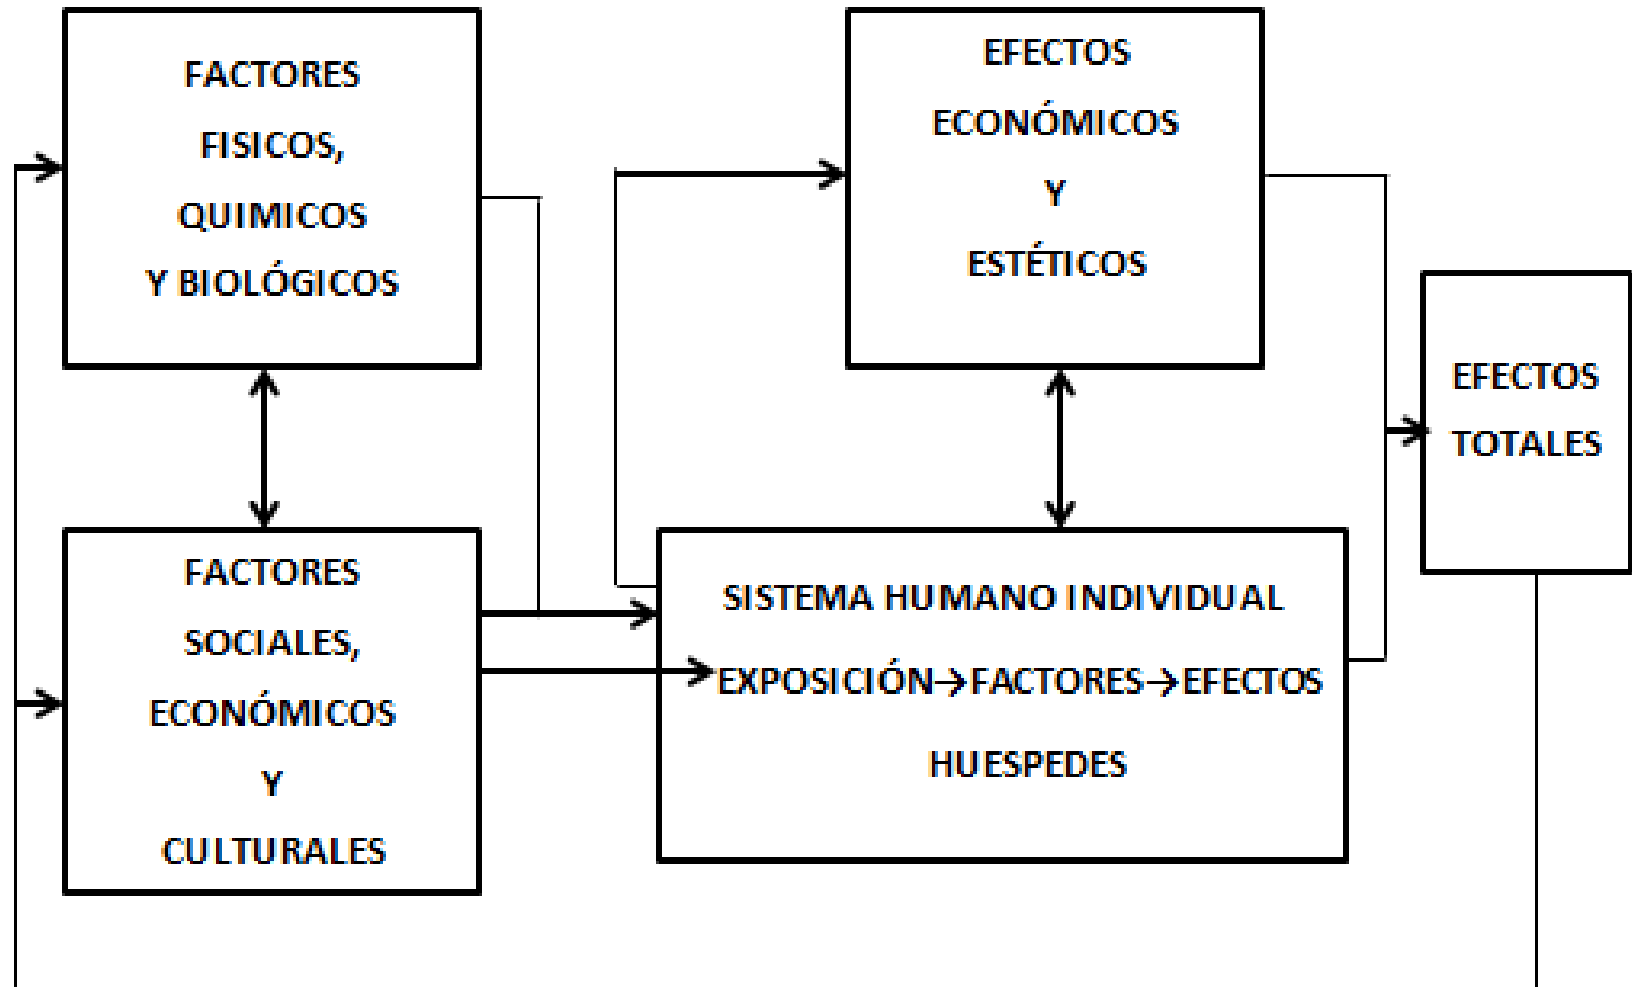 FACTORES
FISICOS,
QUIMICOS
Y BIOLÓGICOS
EFECTOS
ECONÓMICOS
Y
ESTÉTICOS
EFECTOS
TOTALES
FACTORES
SOCIALES,
ECONÓMICOS
Y
CULTURALES
SISTEMA HUMANO INDIVIDUAL
EXPOSICIÓN→FACTORES→EFECTOS
HUESPEDES